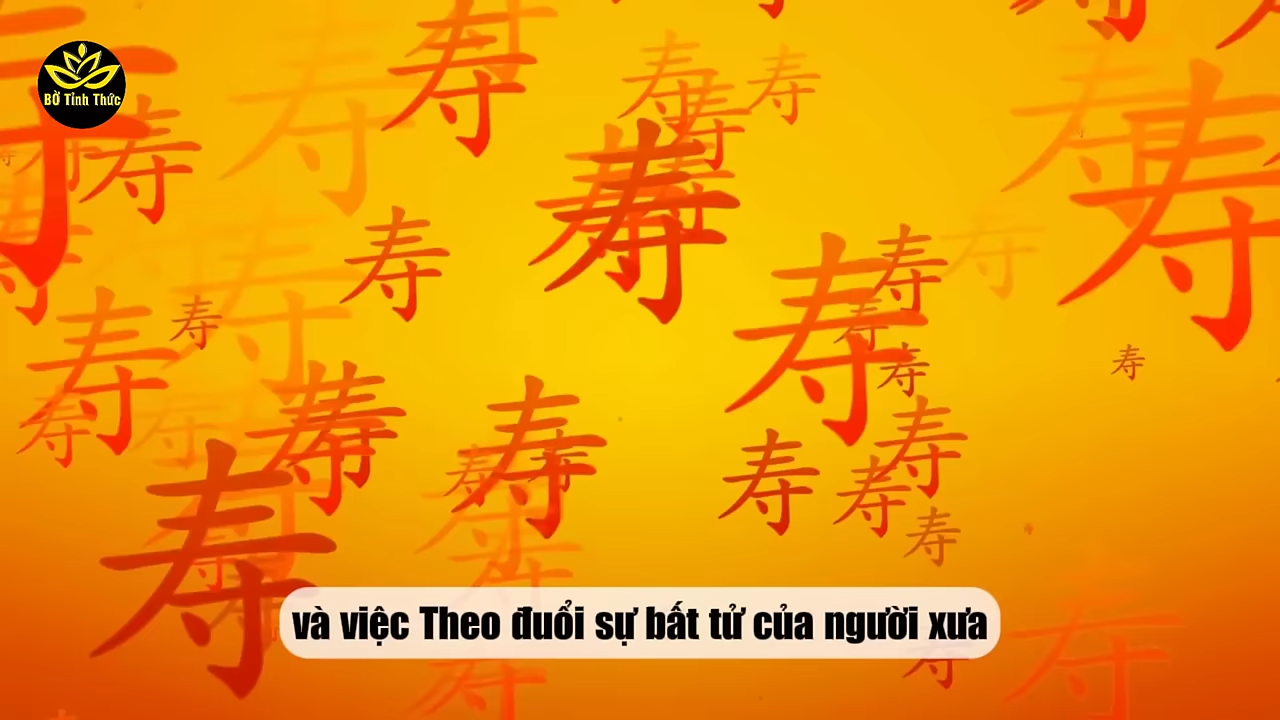 BỜ Tỉnh Thức
寿
và việc Theo đuổi sự bất tử của người xưa